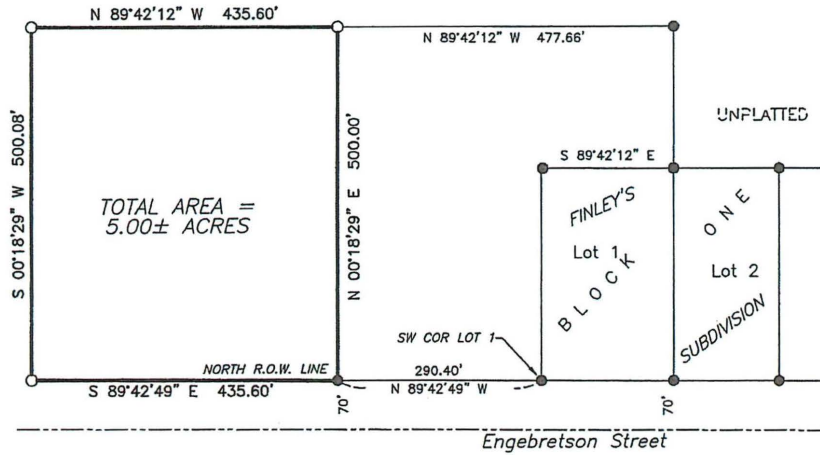 N 89°42'12" W 435.60'
N 89°42'12" W 477.66'
UNPLATTED
S 89°42'12" E
S 00°18'29" W 500.08'
N 00°18'29" E 500.00'
TOTAL AREA =
5.00± ACRES
FINLEY'S
Lot 1
BLOCK
ONE
Lot 2
SUBDIVISION
SW COR LOT 1
NORTH R.O.W. LINE
290.40'
S 89°42'49" E 435.60'
N 89°42'49" W
70'
70'
Engebretson Street